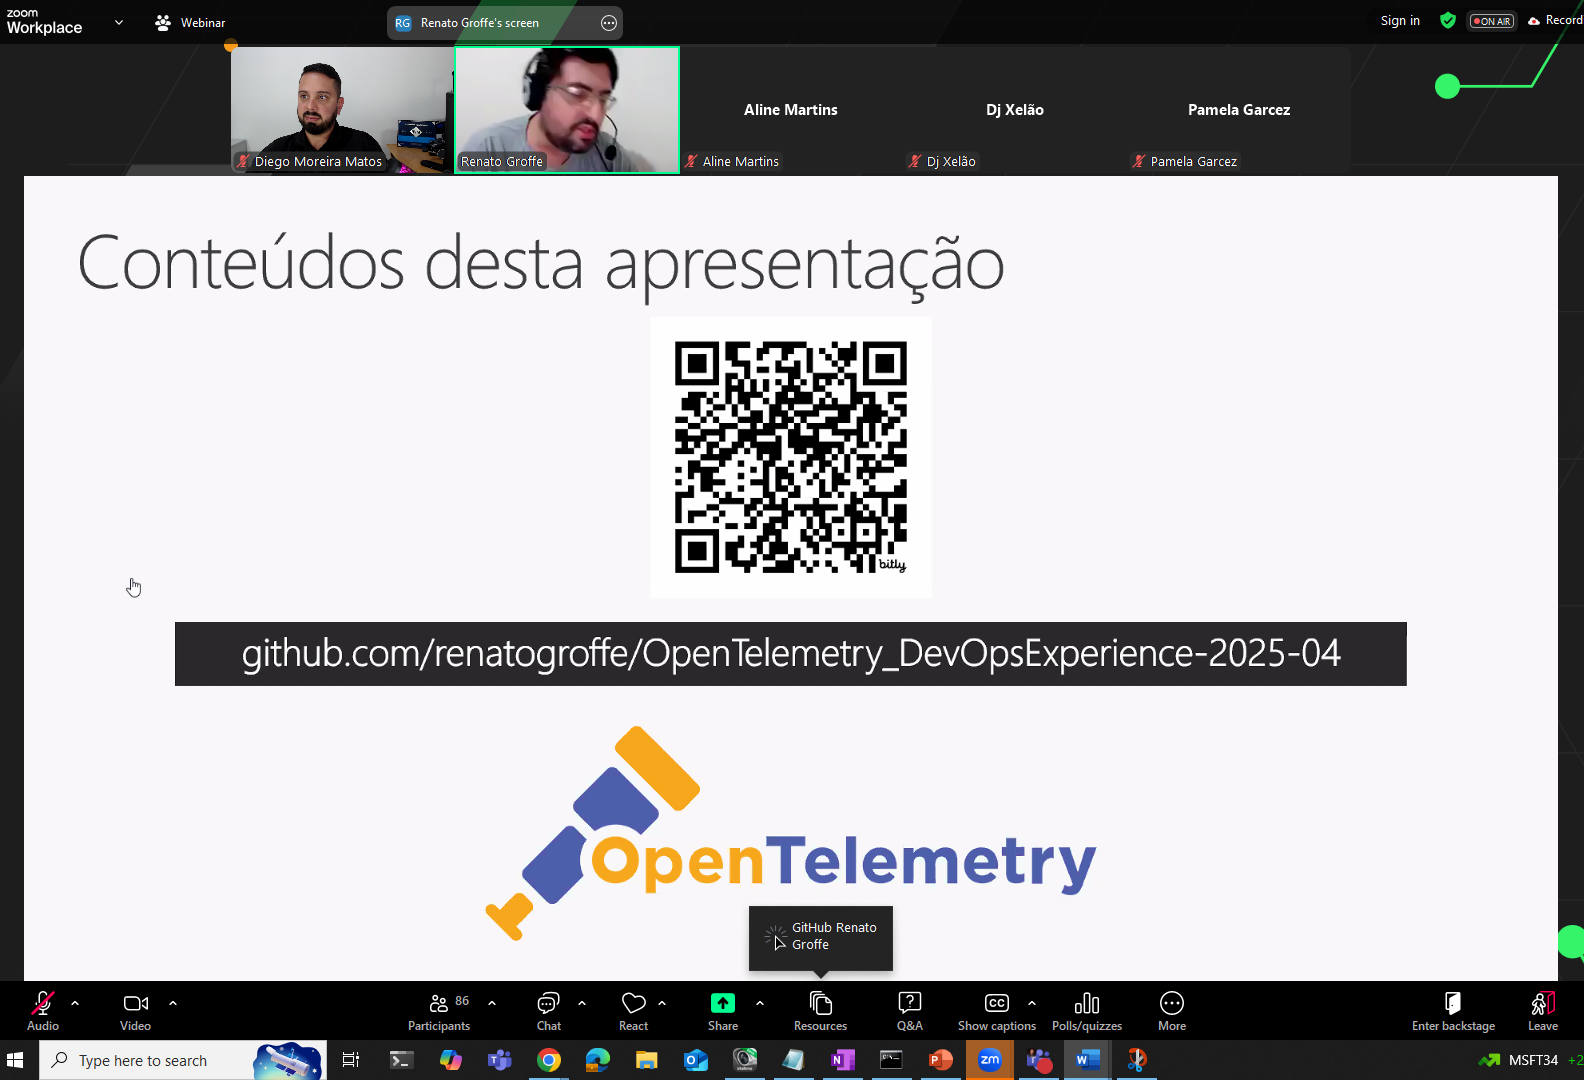 zoom
Workplace
Webinar
RG Renato Groffe's screen
Sign in
ON AIR
Record
Aline Martins
Dj Xelão
Pamela Garcez
Diego Moreira Matos
Renato Groffe
Aline Martins
Dj Xelão
Pamela Garcez
Conteúdos desta apresentação
bitly
github.com/renatogroffe/OpenTelemetry_DevOpsExperience-2025-04
OpenTelemetry
GitHub Renato
Groffe
86
Audio
Video
Participants
Chat
React
Share
Resources
Q&A
CC
Show captions
Polls/quizzes
More
Enter backstage
Leave
Type here to search
zm
MSFT34 +2